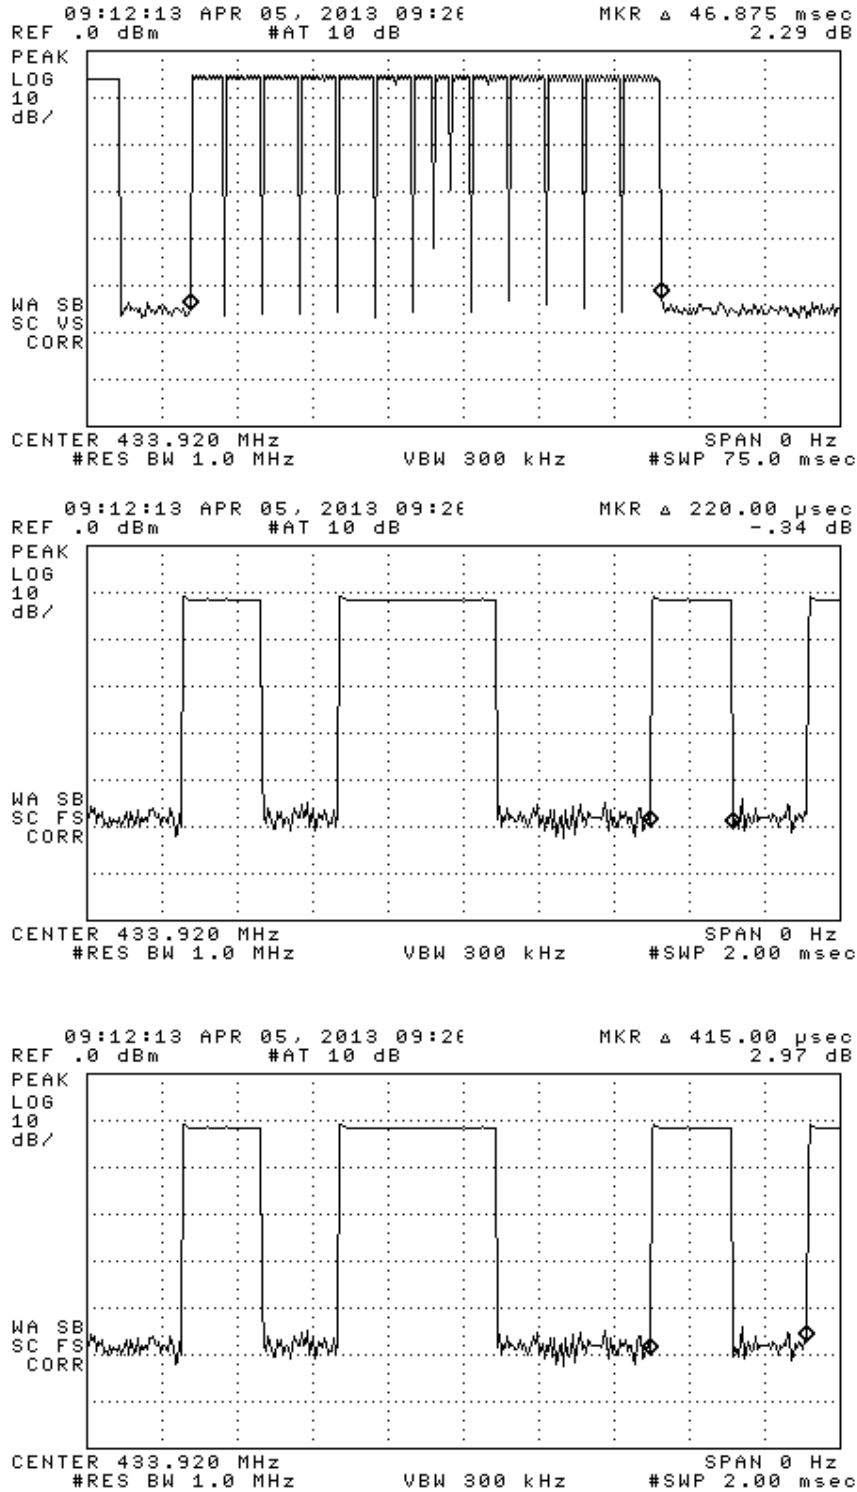 09:12:13 APR 05, 2013 09:26 MKR Δ 46.875 msec
REF .0 dBm #AT 10 dB 2.29 dB
PEAK
LOG
10
dB/
WA SB
SC VS
CORR
CENTER 433.920 MHz SPAN 0 Hz
#RES BW 1.0 MHz VBW 300 kHz #SWP 75.0 msec
09:12:13 APR 05, 2013 09:26 MKR Δ 220.00 µsec
REF .0 dBm #AT 10 dB -.34 dB
PEAK
LOG
10
dB/
WA SB
SC FS
CORR
CENTER 433.920 MHz SPAN 0 Hz
#RES BW 1.0 MHz VBW 300 kHz #SWP 2.00 msec
09:12:13 APR 05, 2013 09:26 MKR Δ 415.00 µsec
REF .0 dBm #AT 10 dB 2.97 dB
PEAK
LOG
10
dB/
WA SB
SC FS
CORR
CENTER 433.920 MHz SPAN 0 Hz
#RES BW 1.0 MHz VBW 300 kHz #SWP 2.00 msec